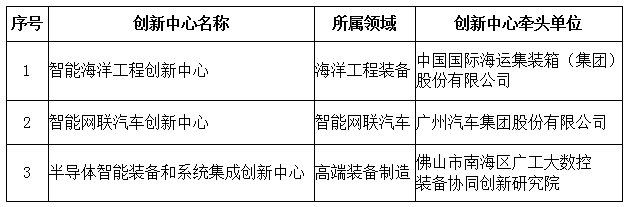 序号 创新中心名称 所属领域 创新中心牵头单位
1 智能海洋工程创新中心 海洋工程装备 中国国际海运集装箱（集团）
股份有限公司
2 智能网联汽车创新中心 智能网联汽车 广州汽车集团股份有限公司
3 半导体智能装备和系统集成创新中心 高端装备制造 佛山市南海区广工大数控
装备协同创新研究院